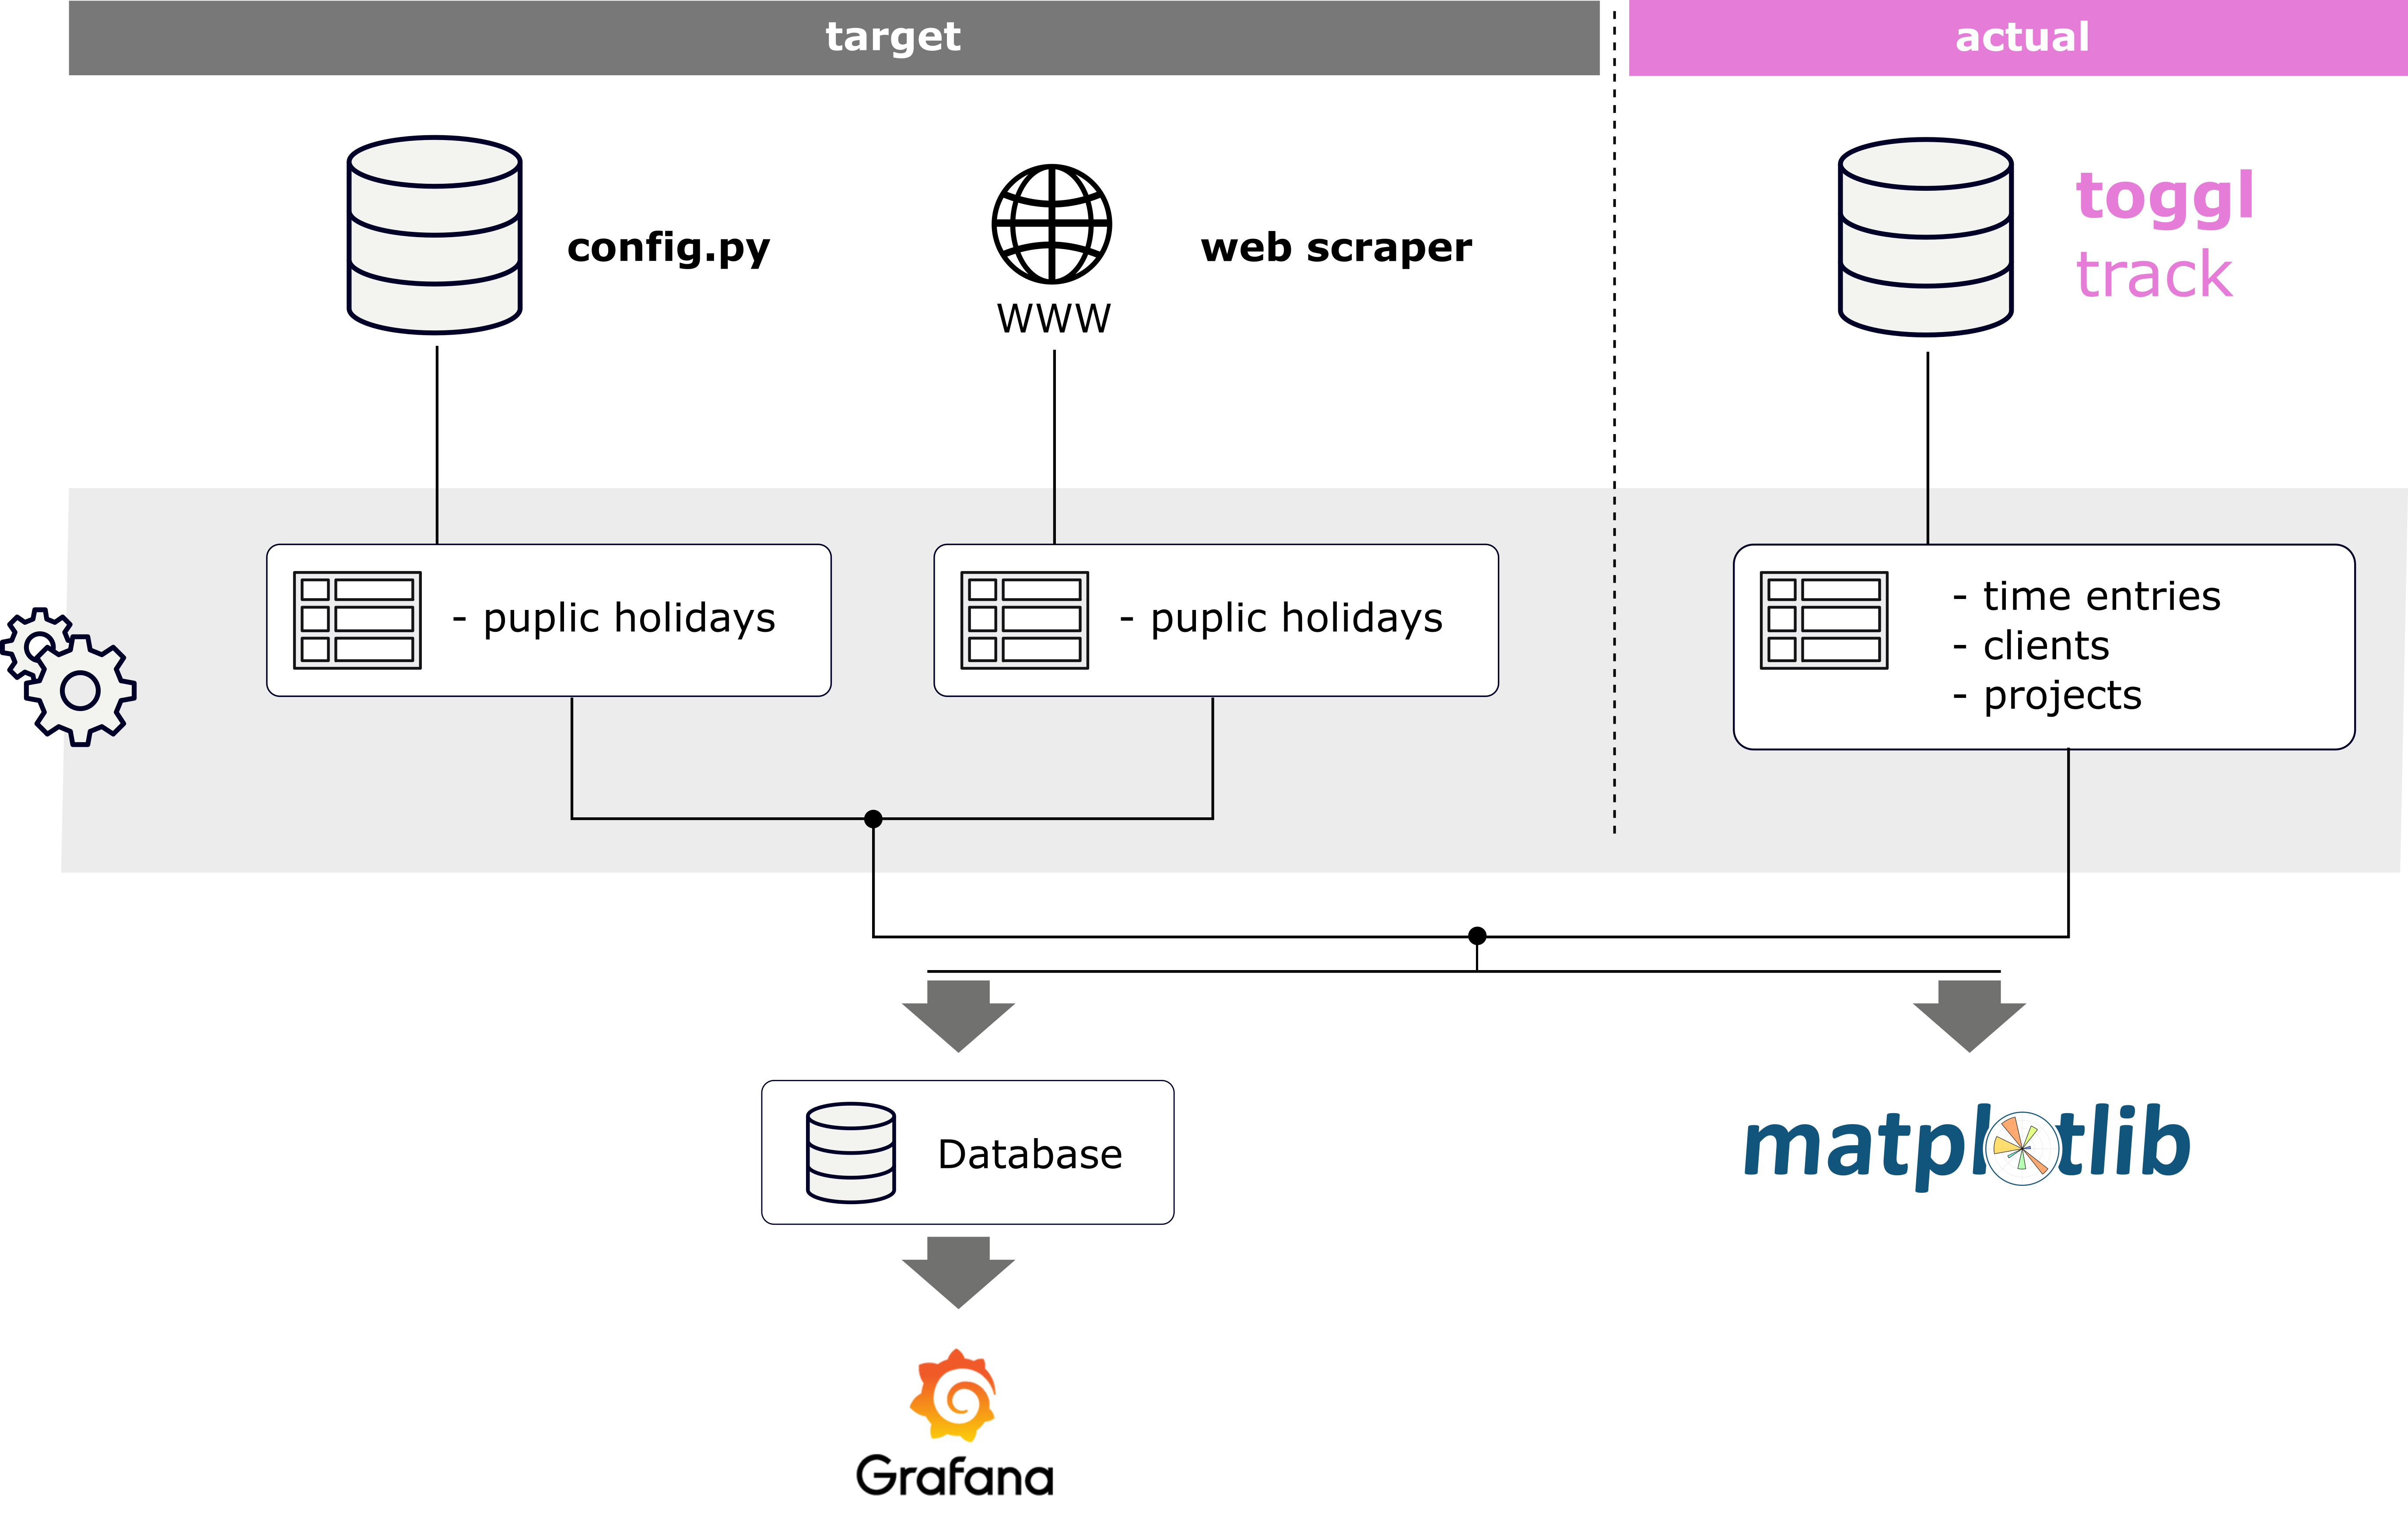 target
actual
config.py
web scraper
WWW
toggl
track
- puplic holidays
- puplic holidays
- time entries
- clients
- projects
Database
matplotlib
Grafana